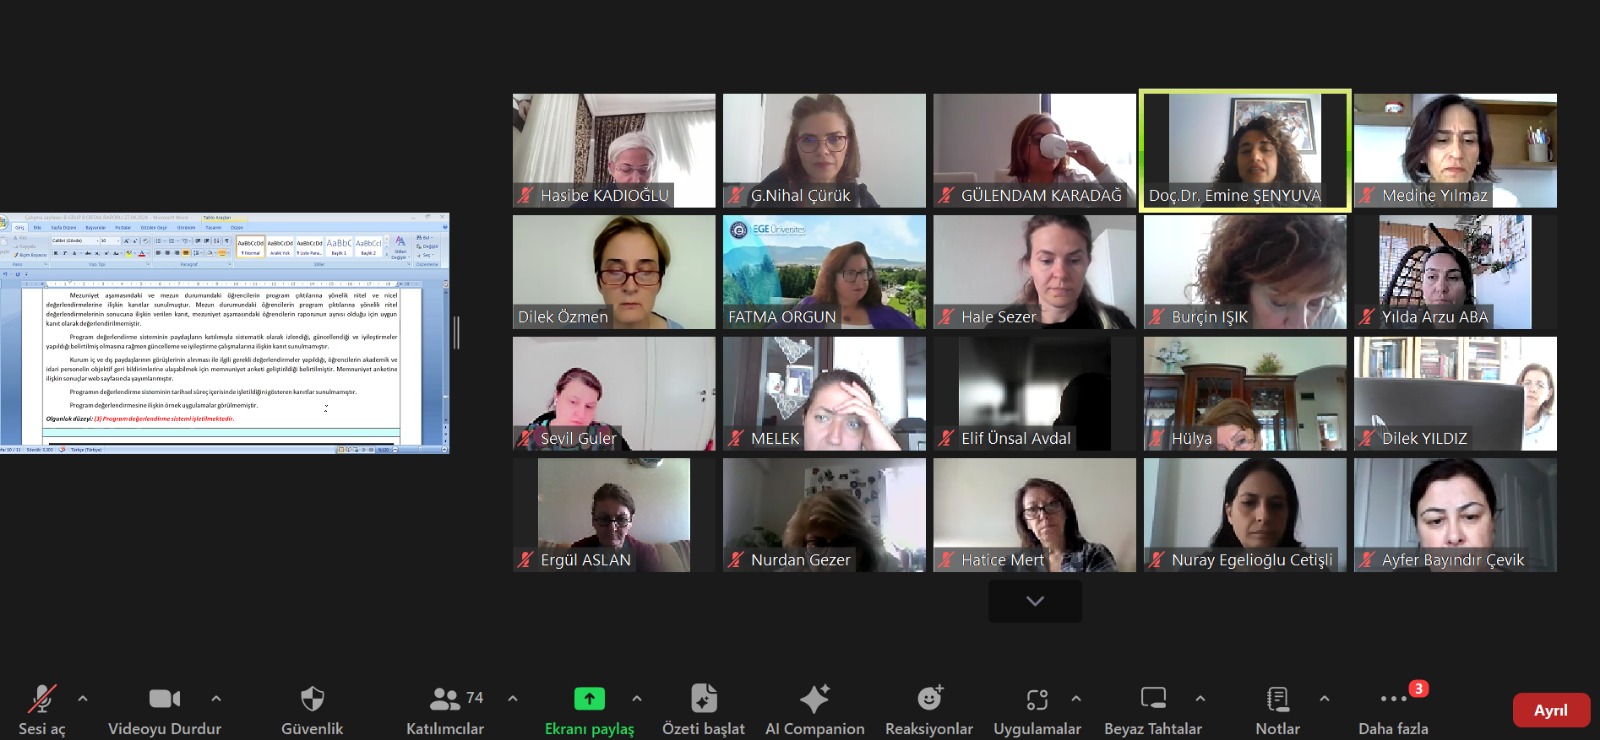 Hasibe KADIOĞLU
G.Nihal Çürük
GÜLENDAM KARADAĞ
Doç.Dr. Emine ŞENYUVA
Medine Yılmaz
Dilek Özmen
EGE Üniversitesi
FATMA ORGUN
Hale Sezer
Burçin IŞIK
Yılda Arzu ABA
Sevil Guler
MELEK
Elif Ünsal Avdal
Hülya
Dilek YILDIZ
Ergül ASLAN
Nurdan Gezer
Hatice Mert
Nuray Egelioğlu Cetişli
Ayfer Bayındır Çevik
AaBbCcDd AaBbCcDd AaBbCcDd AaBbC AaBbCcI
Mezuniyet aşamasındaki ve mezun durumundaki öğrencilerin program çıktılarına yönelik nitel ve nicel
değerlendirmelerine ilişkin kanıtlar sunulmuştur. Mezun durumundaki öğrencilerin program çıktılarına yönelik nitel
değerlendirmelerinin sonucuna ilişkin verilen kanıt, mezuniyet aşamasındaki öğrencilerin raporunun aynısı olduğu için uygun
kanıt olarak değerlendirilmemiştir.
Program değerlendirme sisteminin paydaşların katılımıyla sistematik olarak izlendiği, güncellendiği ve iyileştirmeler
yapıldığı belirtilmiş olmasına rağmen güncelleme ve iyileştirme çalışmalarına ilişkin kanıt sunulmamıştır.
Kurum iç ve dış paydaşlarının görüşlerinin alınması ile ilgili gerekli değerlendirmeler yapıldığı, öğrencilerin akademik ve
idari personelin objektif geri bildirimlerine ulaşabilmek için memnuniyet anketi geliştirildiği belirtilmiştir. Memnuniyet anketine
ilişkin sonuçlar web sayfasında yayımlanmıştır.
Programın değerlendirme sisteminin tarihsel süreç içerisinde işletildiğini gösteren kanıtlar sunulmamıştır.
Program değerlendirmesine ilişkin örnek uygulamalar görülmemiştir.
Olgunluk düzeyi: (3) Program değerlendirme sistemi işletilmektedir.
Sesi aç
Videoyu Durdur
Güvenlik
74
Katılımcılar
Ekranı paylaş
Özeti başlat
AI Companion
Reaksiyonlar
Uygulamalar
Beyaz Tahtalar
Notlar
3
Daha fazla
Ayrıl